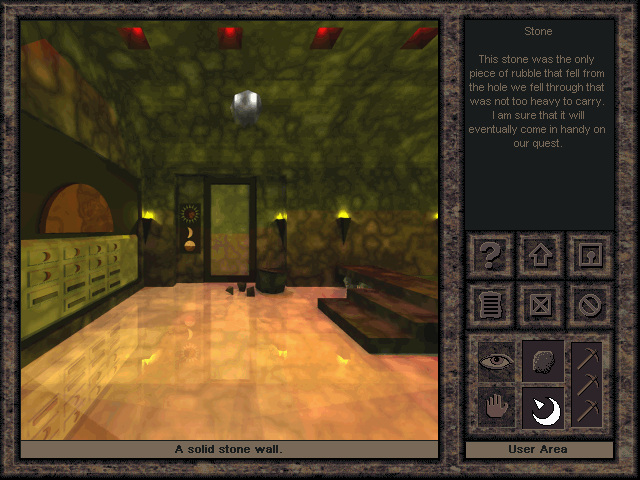 Stone
This stone was the only
piece of rubble that fell from
the hole we fell through that
was not too heavy to carry.
I am sure that it will
eventually come in handy on
our quest.
A solid stone wall.
User Area